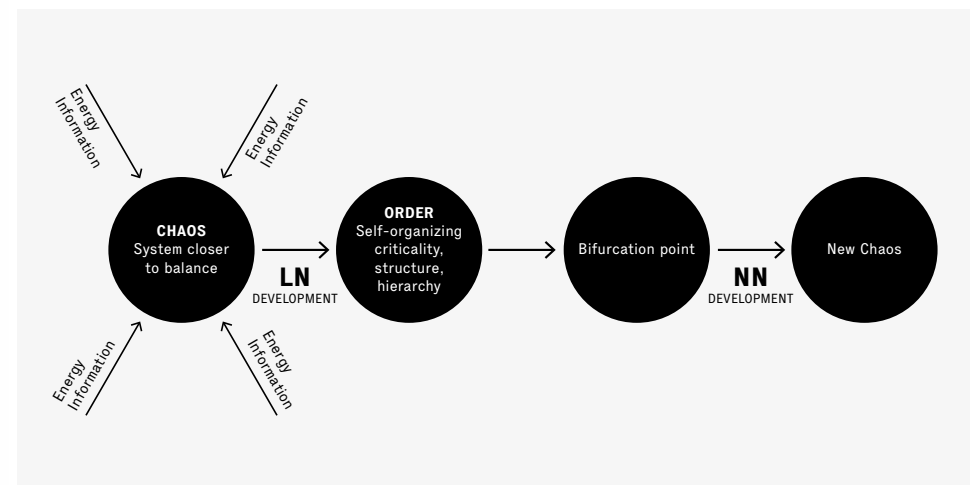 Energy
Information
Energy
Information
CHAOS
System closer
to balance
LN
DEVELOPMENT
ORDER
Self-organizing
criticality,
structure,
hierarchy
Bifurcation point
NN
DEVELOPMENT
New Chaos
Energy
Information
Energy
Information